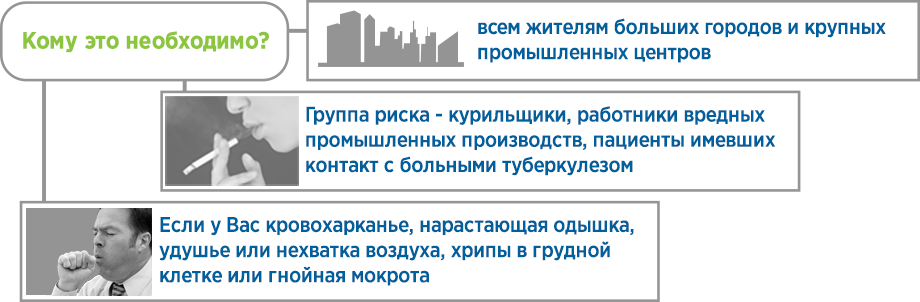 Кому это необходимо?
всем жителям больших городов и крупных
промышленных центров
Группа риска - курильщики, работники вредных
промышленных производств, пациенты имевших
контакт с больными туберкулезом
Если у Вас кровохарканье, нарастающая одышка,
удушье или нехватка воздуха, хрипы в грудной
клетке или гнойная мокрота